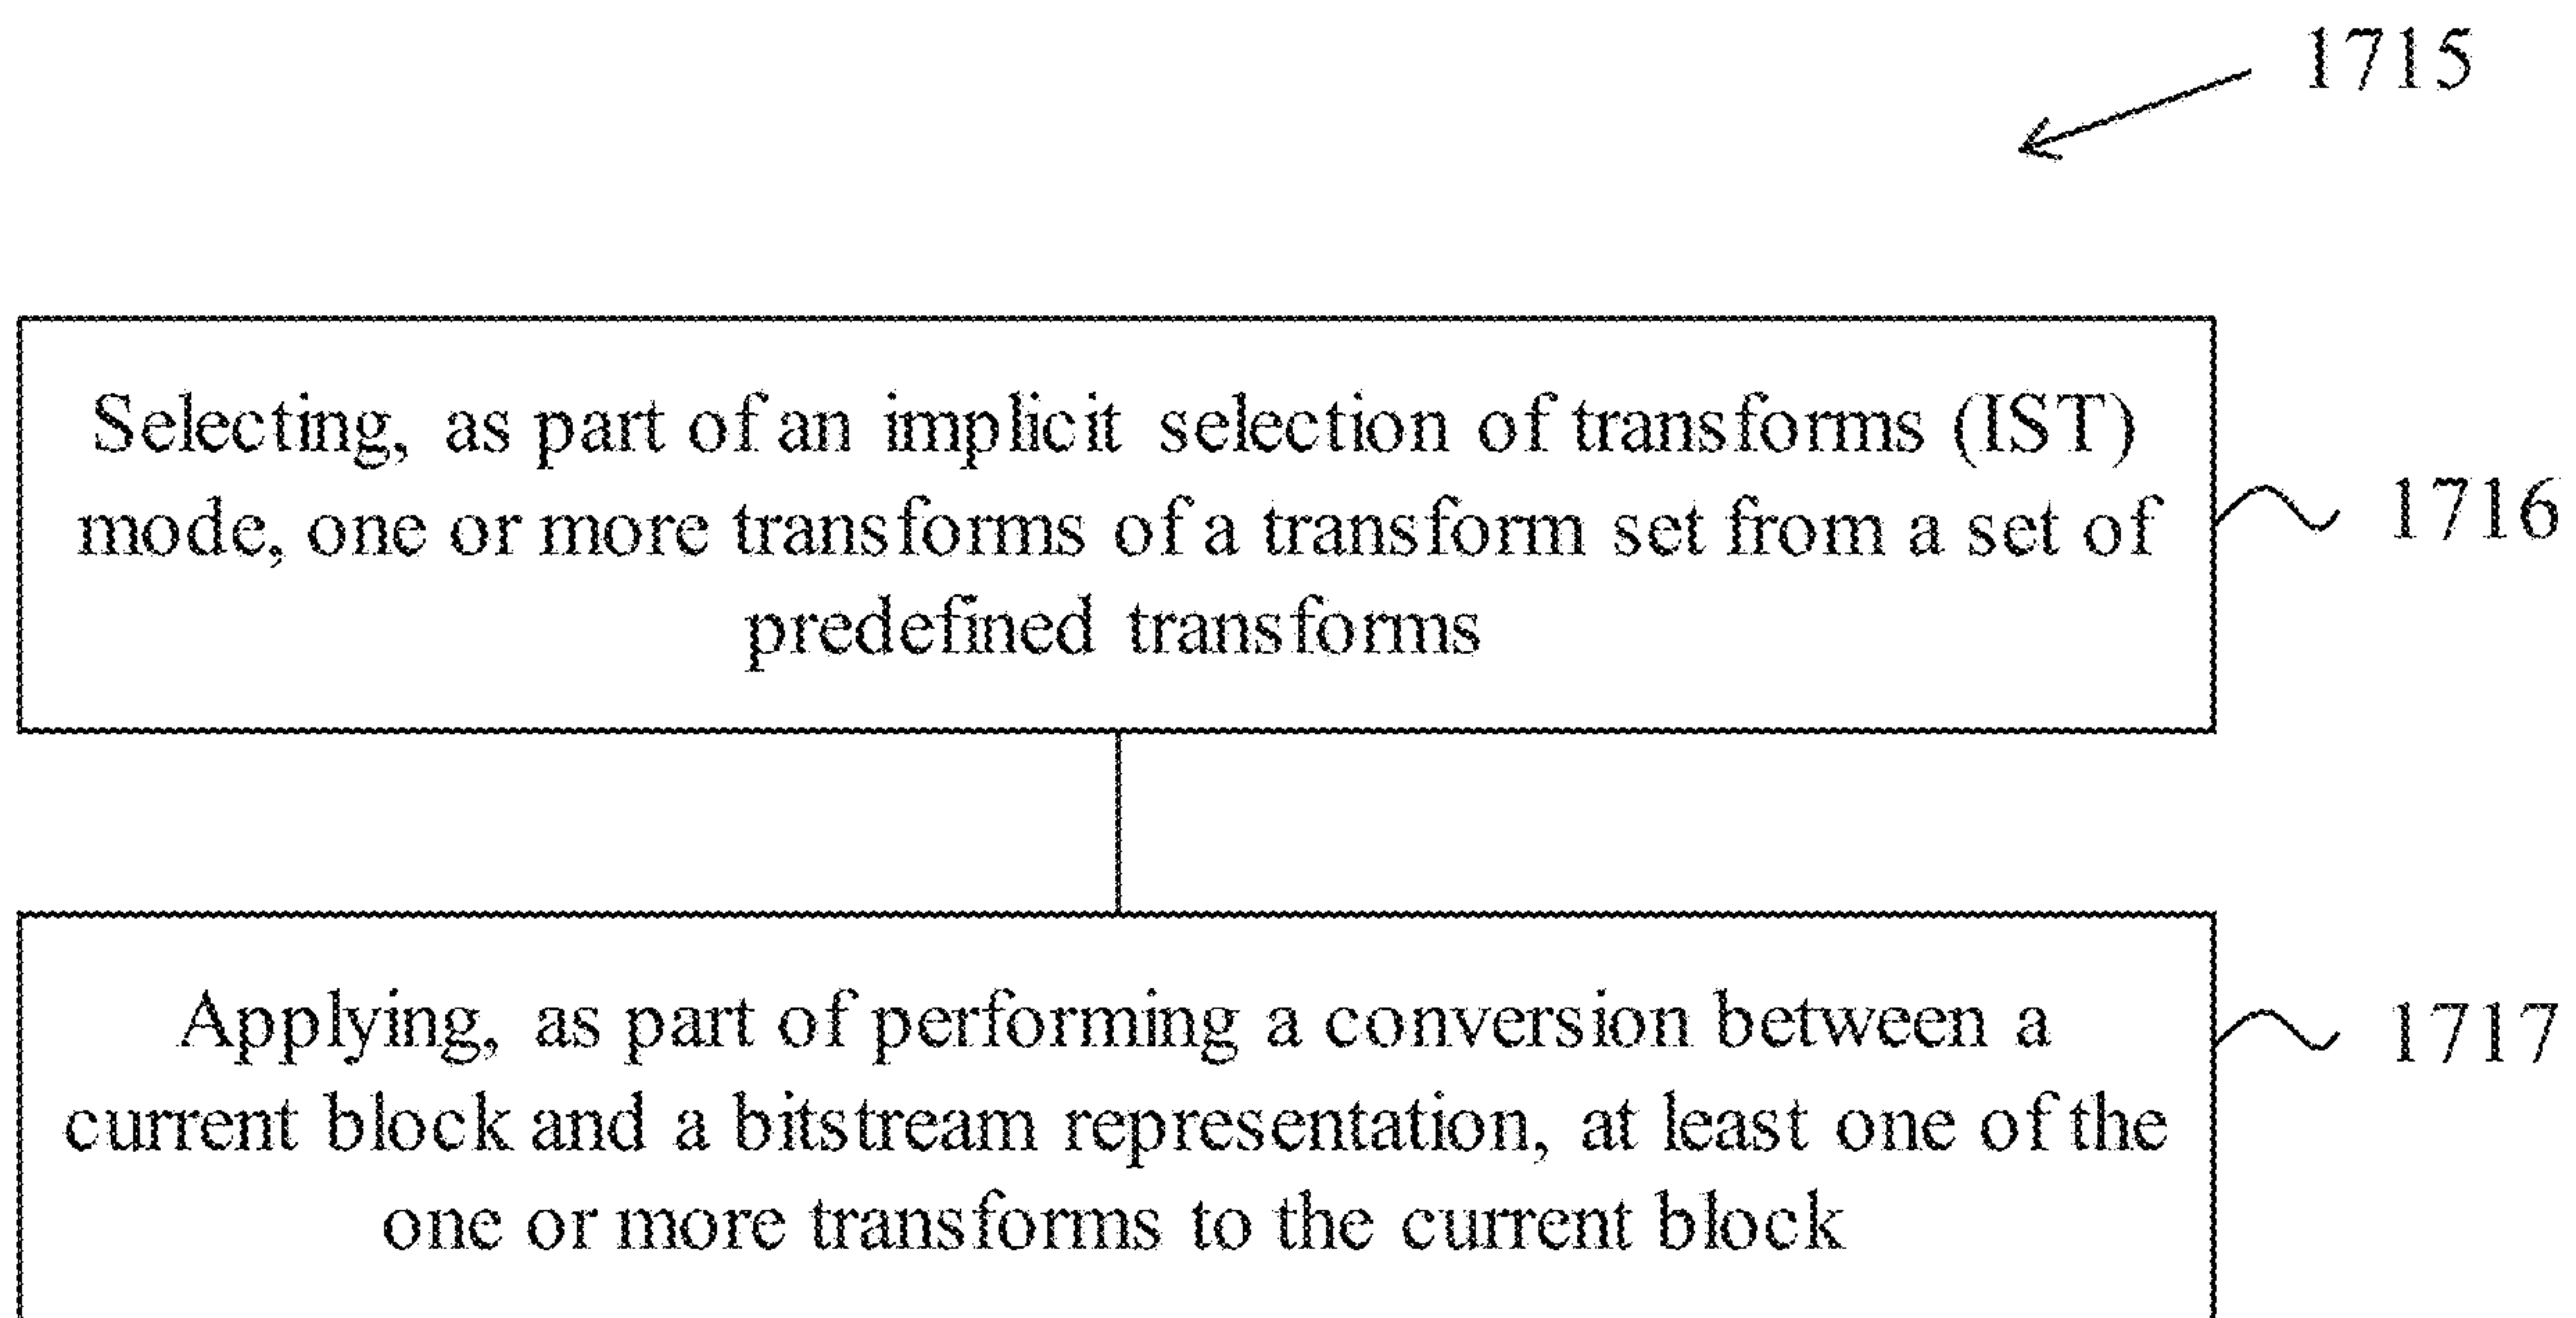 1715
Selecting, as part of an implicit selection of transforms (IST)
mode, one or more transforms of a transform set from a set of
predefined transforms
1716
Applying, as part of performing a conversion between a
current block and a bitstream representation, at least one of the
one or more transforms to the current block
1717